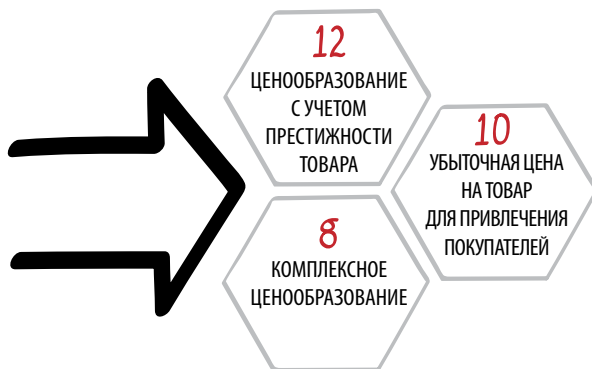 12
ЦЕНООБРАЗОВАНИЕ
С УЧЕТОМ
ПРЕСТИЖНОСТИ
ТОВАРА
10
УБЫТОЧНАЯ ЦЕНА
НА ТОВАР
ДЛЯ ПРИВЛЕЧЕНИЯ
ПОКУПАТЕЛЕЙ
8
КОМПЛЕКСНОЕ
ЦЕНООБРАЗОВАНИЕ